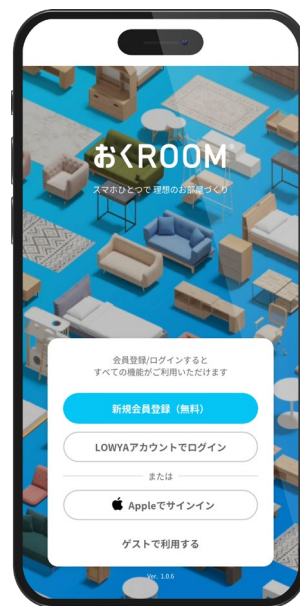 おくROOM
スマホひとつで 理想のお部屋づくり
会員登録/ログインすると
すべての機能がご利用いただけます
新規会員登録（無料）
LOWYAアカウントでログイン
または
Appleでサインイン
ゲストで利用する
Ver. 1.0.6